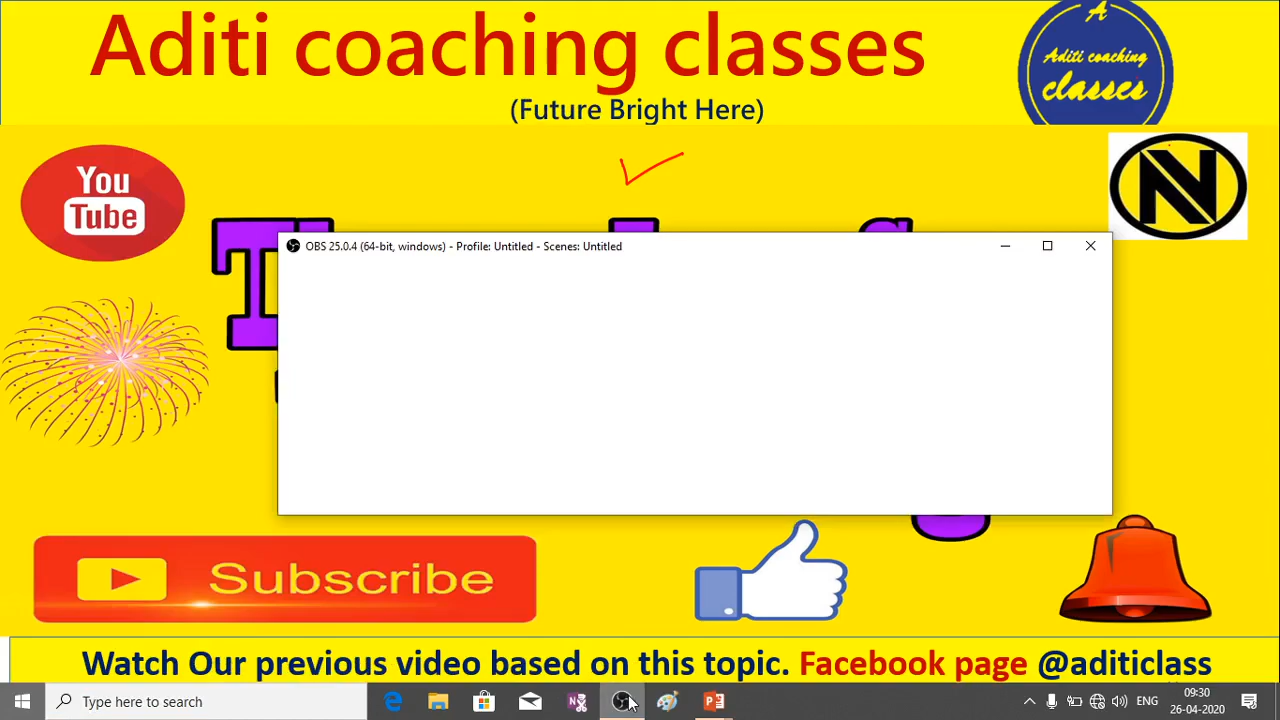 Aditi coaching classes
(Future Bright Here)
A
Aditi coaching
classes
You
Tube
N
OBS 25.0.4 (64-bit, windows) - Profile: Untitled - Scenes: Untitled
Subscribe
Watch Our previous video based on this topic. Facebook page @aditiclass
Type here to search
ENG
09:30
26-04-2020